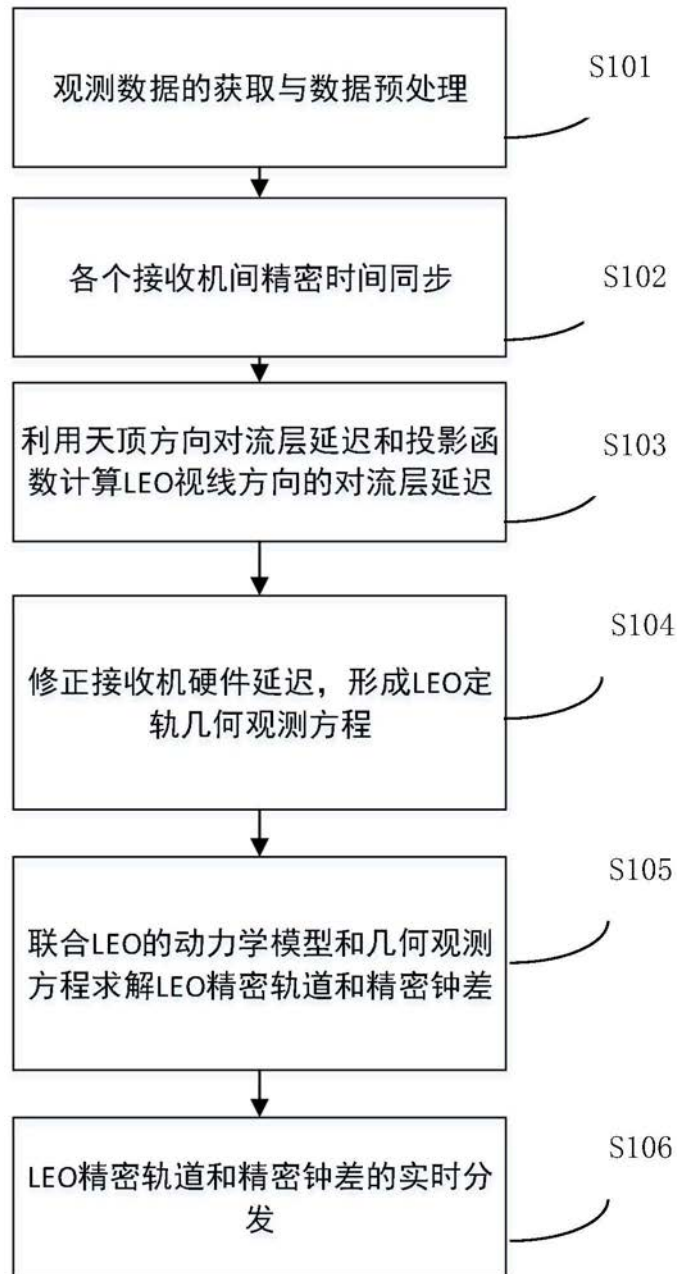 观测数据的获取与数据预处理
S101
各个接收机间精密时间同步
S102
利用天顶方向对流层延迟和投影函
数计算LEO视线方向的对流层延迟
S103
修正接收机硬件延迟，形成LEO定
轨几何观测方程
S104
联合LEO的动力学模型和几何观测
方程求解LEO精密轨道和精密钟差
S105
LEO精密轨道和精密钟差的实时分
发
S106